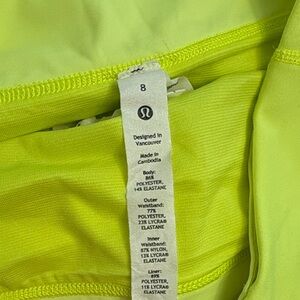 8
Designed in
Vancouver
Made in
Cambodia
Body:
86%
POLYESTER,
14% ELASTANE
Outer
Waistband:
77%
POLYESTER,
23% LYCRA®
ELASTANE
Inner
Waistband:
87% NYLON,
13% LYCRA®
ELASTANE
Liner:
89%
POLYESTER,
11% LYCRA®
ELASTANE